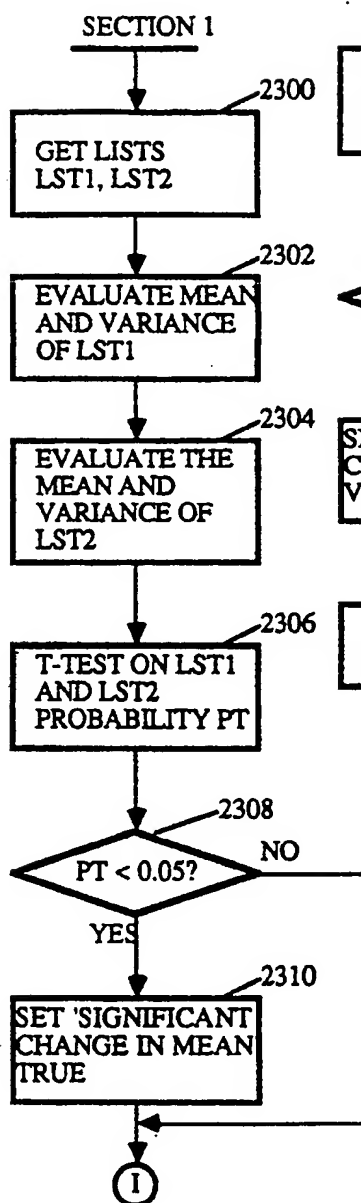 SECTION 1
2300
GET LISTS
LST1, LST2
2302
EVALUATE MEAN
AND VARIANCE
OF LST1
2304
EVALUATE THE
MEAN AND
VARIANCE OF
LST2
2306
T-TEST ON LST1
AND LST2
PROBABILITY PT
2308
PT < 0.05?
NO
YES
2310
SET 'SIGNIFICANT
CHANGE IN MEAN
TRUE
I
C
V